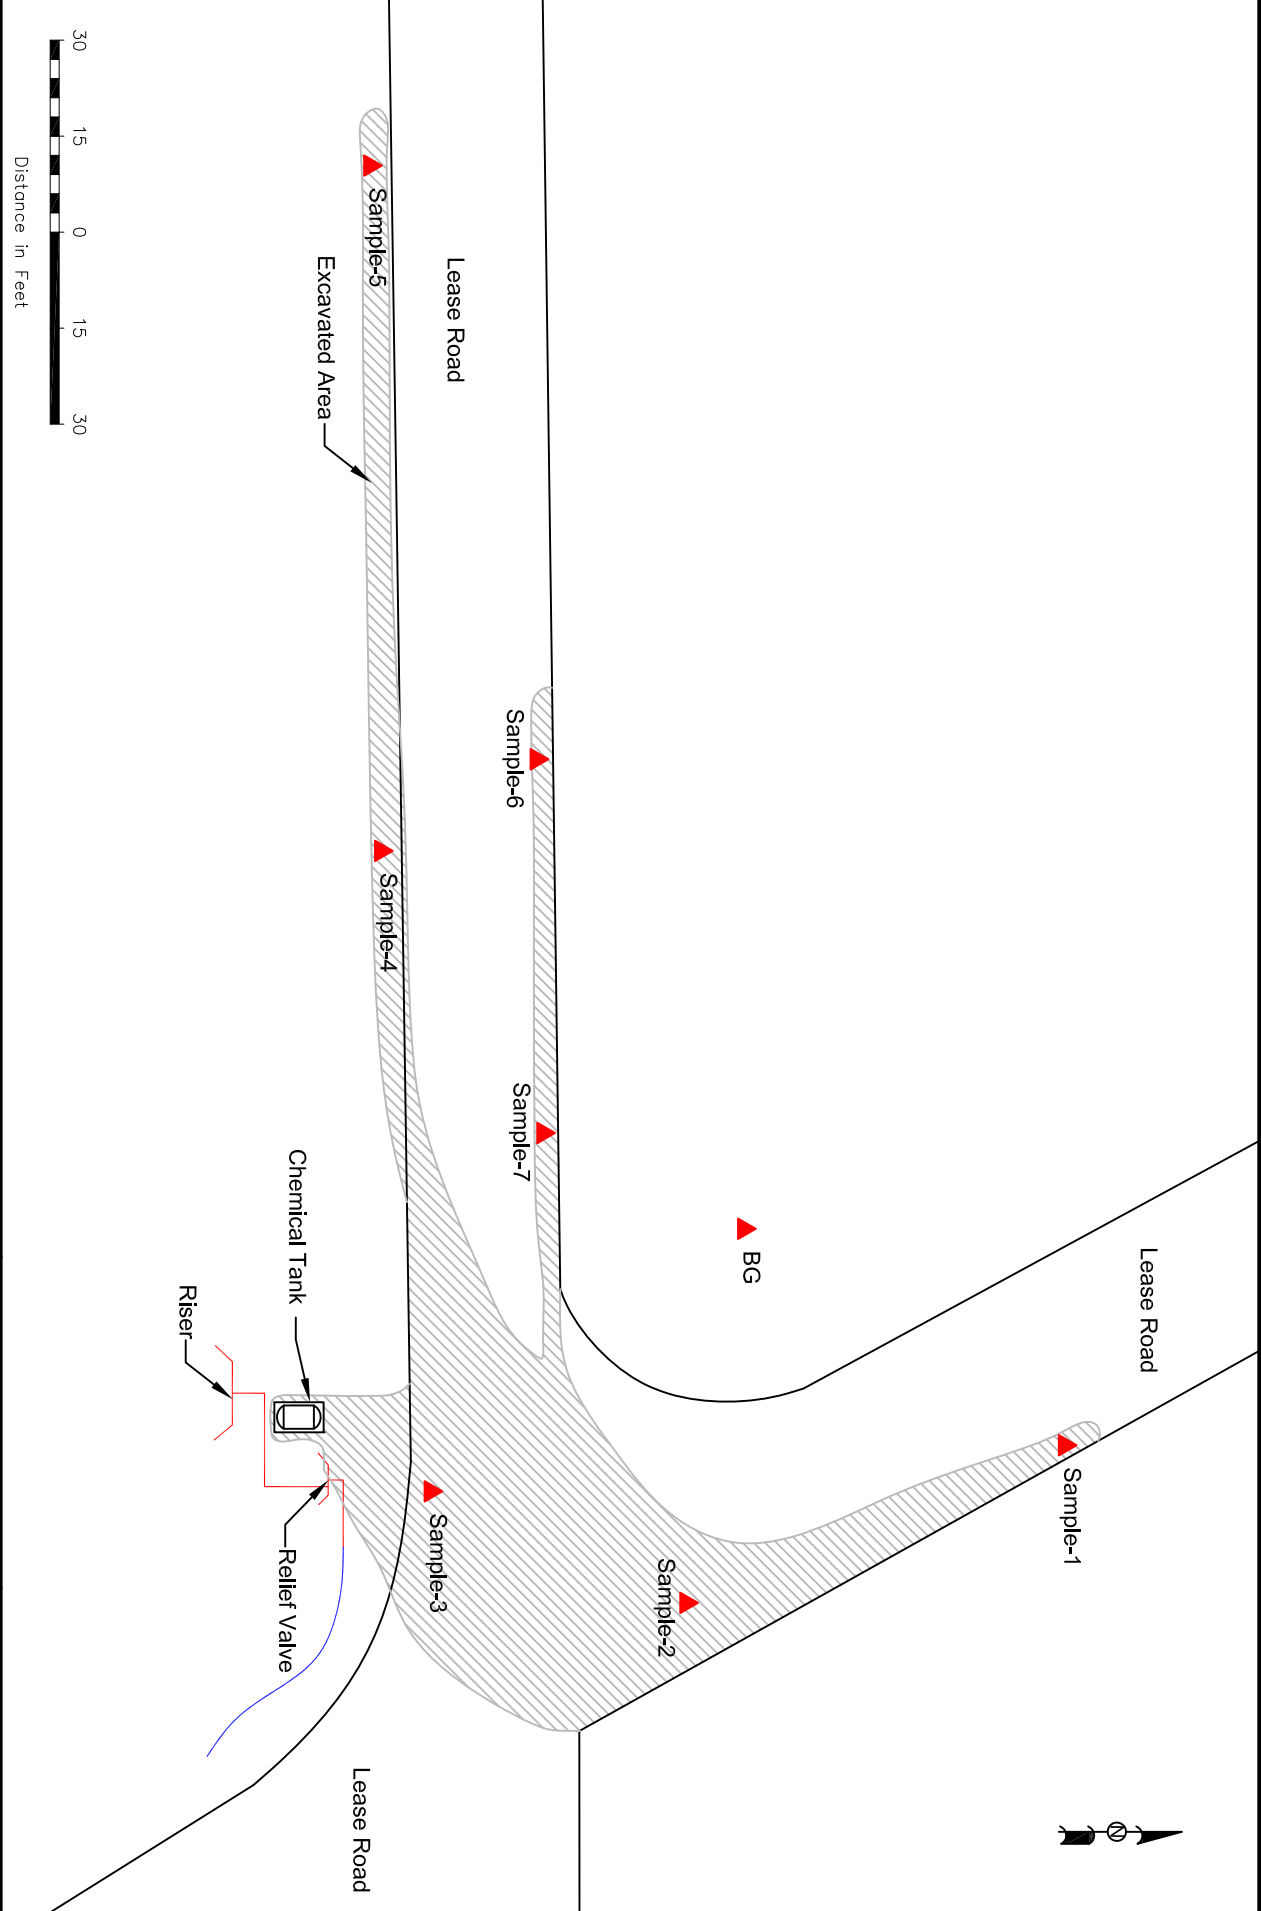 Lease Road
Sample-1
BG
Sample-2
Sample-6
Sample-7
Lease Road
Sample-5
Sample-4
Sample-3
Excavated Area
Lease Road
Chemical Tank
Relief Valve
Riser
N
30 15 0 15 30
Distance in Feet